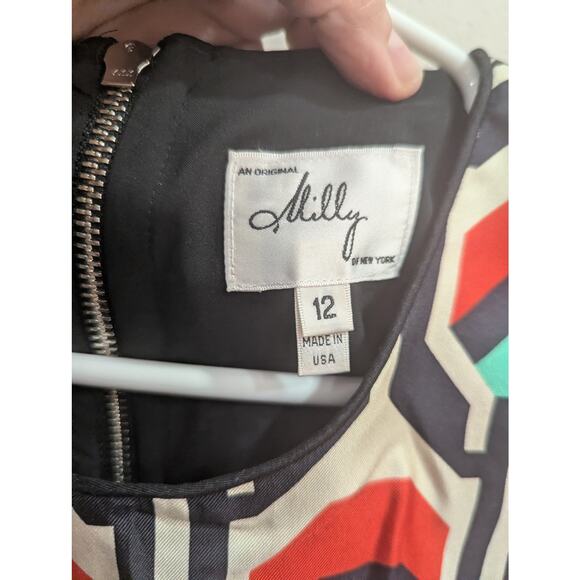 AN ORIGINAL
Milly
OF NEW YORK
12
MADE IN
USA